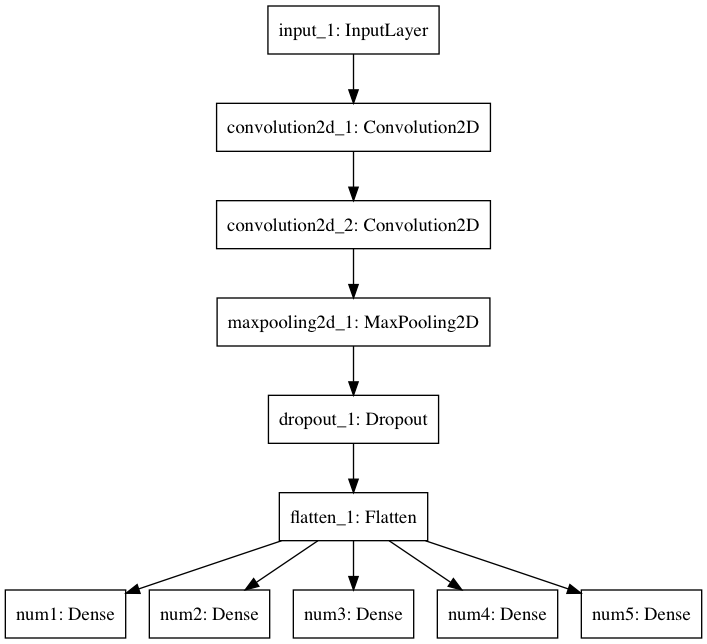 input_1: InputLayer
convolution2d_1: Convolution2D
convolution2d_2: Convolution2D
maxpooling2d_1: MaxPooling2D
dropout_1: Dropout
flatten_1: Flatten
num1: Dense
num2: Dense
num3: Dense
num4: Dense
num5: Dense